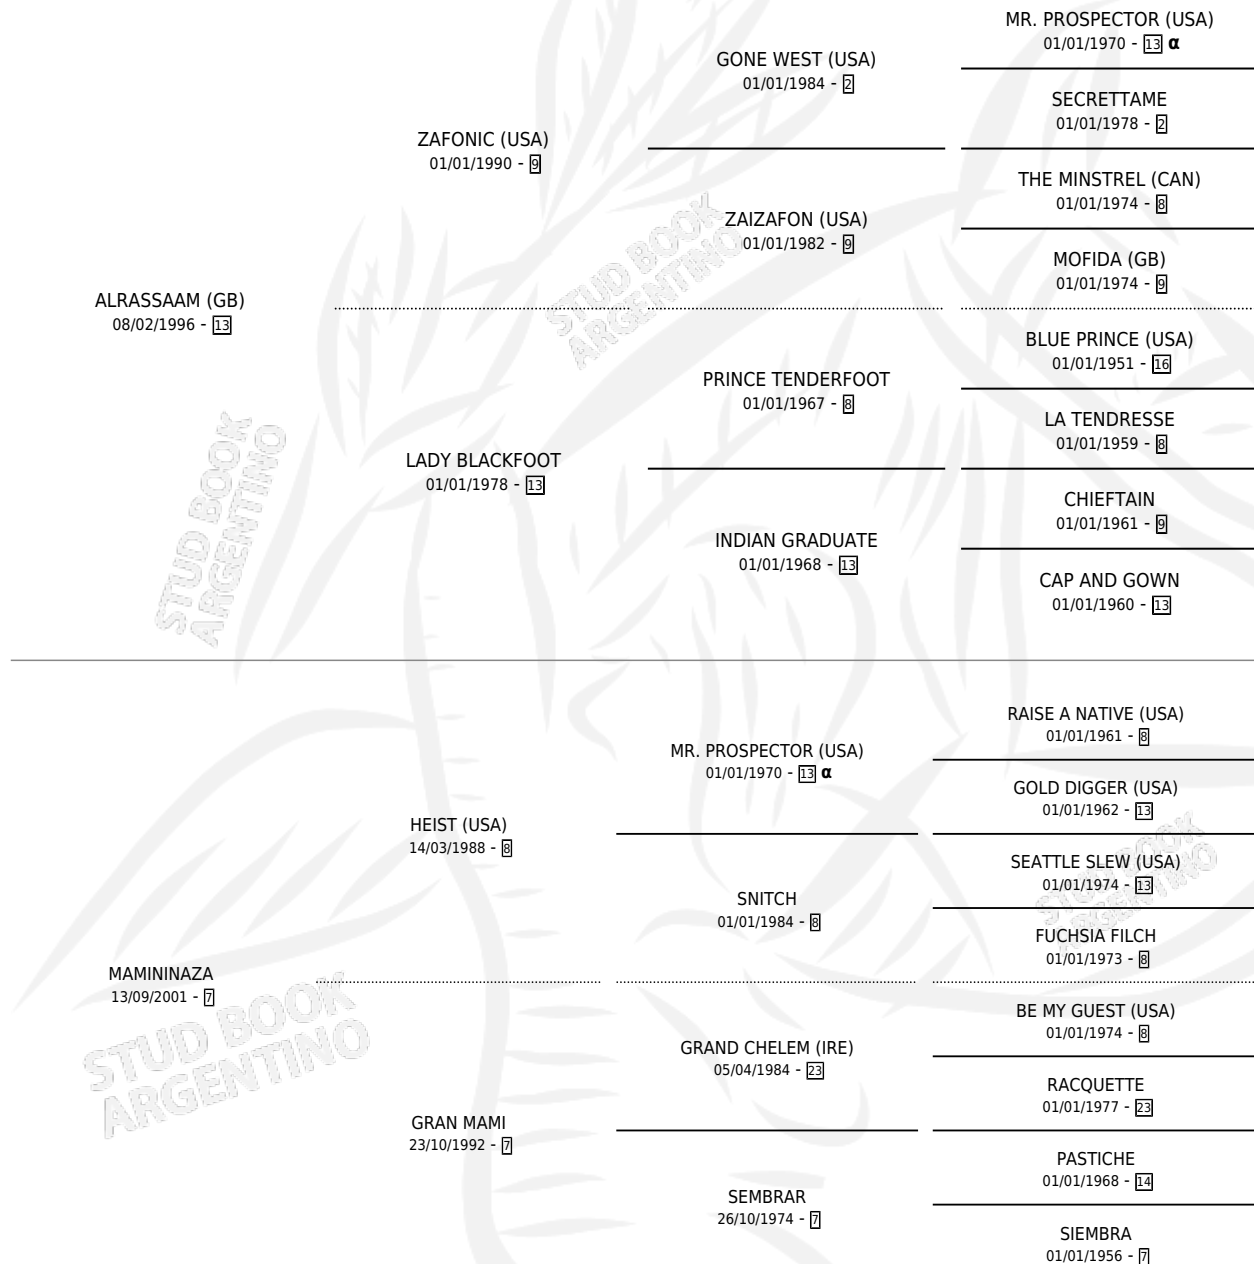 MR. PROSPECTOR (USA)
01/01/1970 - 13 α
GONE WEST (USA)
01/01/1984 - 2
SECRETTAME
01/01/1978 - 2
ZAFONIC (USA)
01/01/1990 - 9
THE MINSTREL (CAN)
01/01/1974 - 8
ZAIZAFON (USA)
01/01/1982 - 9
MOFIDA (GB)
01/01/1974 - 9
ALRASSAAM (GB)
08/02/1996 - 13
BLUE PRINCE (USA)
01/01/1951 - 16
PRINCE TENDERFOOT
01/01/1967 - 8
LA TENDRESSE
01/01/1959 - 8
LADY BLACKFOOT
01/01/1978 - 13
CHIEFTAIN
01/01/1961 - 9
INDIAN GRADUATE
01/01/1968 - 13
CAP AND GOWN
01/01/1960 - 13
STUD BOOK
ARGENTINO
STUD BOOK
ARGENTINO
RAISE A NATIVE (USA)
01/01/1961 - 8
MR. PROSPECTOR (USA)
01/01/1970 - 13 α
GOLD DIGGER (USA)
01/01/1962 - 13
HEIST (USA)
14/03/1988 - 8
SEATTLE SLEW (USA)
01/01/1974 - 13
SNITCH
01/01/1984 - 8
FUCHSIA FILCH
01/01/1973 - 8
MAMININAZA
13/09/2001 - 7
BE MY GUEST (USA)
01/01/1974 - 8
GRAND CHELEM (IRE)
05/04/1984 - 23
RACQUETTE
01/01/1977 - 23
GRAN MAMI
23/10/1992 - 7
PASTICHE
01/01/1968 - 14
SEMBRAR
26/10/1974 - 7
SIEMBRA
01/01/1956 - 7
STUD BOOK
ARGENTINO
STUD BOOK
ARGENTINO